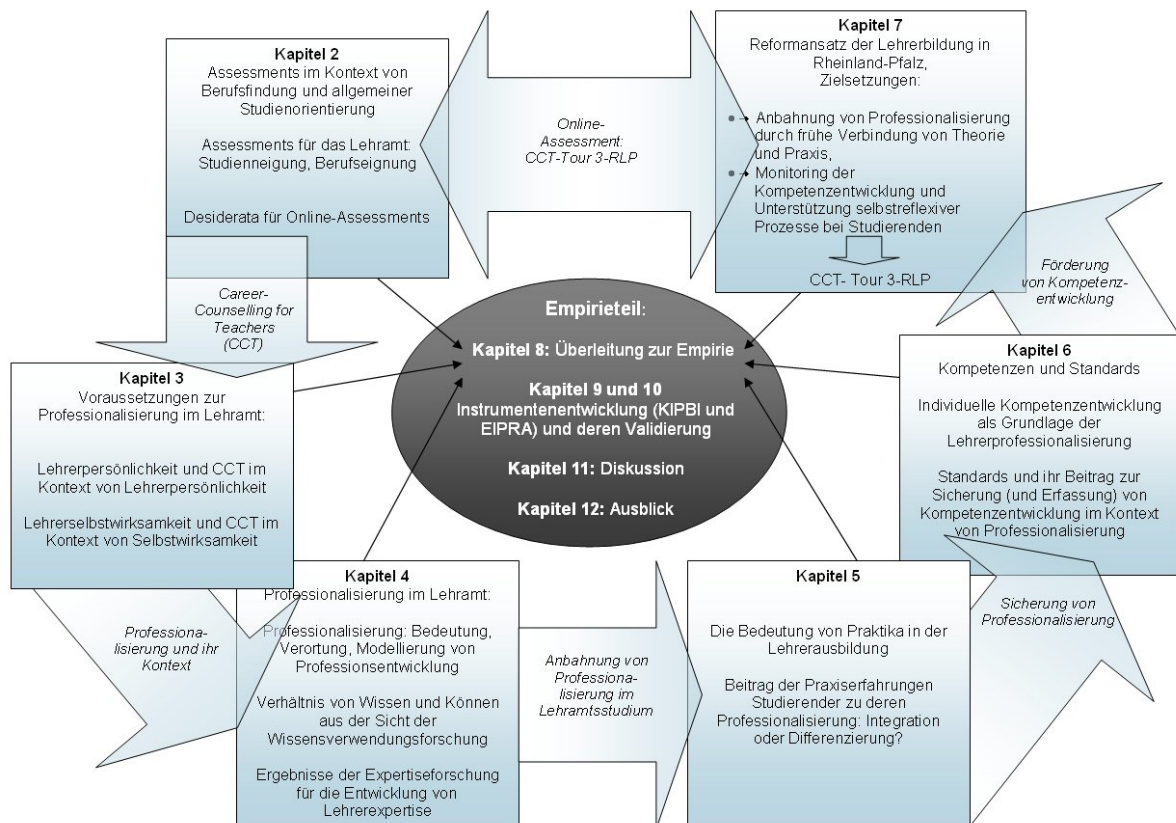 Kapitel 2
Assessments im Kontext von
Berufsfindung und allgemeiner
Studienorientierung
Assessments für das Lehramt:
Studienneigung, Berufseignung
Desiderata für Online-Assessments
Online-
Assessment:
CCT-Tour 3-RLP
Kapitel 7
Reformansatz der Lehrerbildung in
Rheinland-Pfalz,
Zielsetzungen:
Anbahnung von Professionalisierung
durch frühe Verbindung von Theorie
und Praxis,
Monitoring der
Kompetenzentwicklung und
Unterstützung selbstreflexiver
Prozesse bei Studierenden
CCT- Tour 3-RLP
Career-
Counselling for
Teachers
(CCT)
Förderung
von Kompetenz-
entwicklung
Empirieteil:
Kapitel 8: Überleitung zur Empirie
Kapitel 9 und 10
Instrumentenentwicklung (KIPBI und
EIPRA) und deren Validierung
Kapitel 11: Diskussion
Kapitel 12: Ausblick
Kapitel 3
Voraussetzungen zur
Professionalisierung im Lehramt:
Lehrerpersönlichkeit und CCT im
Kontext von Lehrerpersönlichkeit
Lehrerselbstwirksamkeit und CCT im
Kontext von Selbstwirksamkeit
Kapitel 6
Kompetenzen und Standards
Individuelle Kompetenzentwicklung
als Grundlage der
Lehrerprofessionalisierung
Standards und ihr Beitrag zur
Sicherung (und Erfassung) von
Kompetenzentwicklung im Kontext
von Professionalisierung
Professiona-
lisierung und ihr
Kontext
Kapitel 4
Professionalisierung im Lehramt:
Professionalisierung: Bedeutung,
Verortung, Modellierung von
Professionsentwicklung
Verhältnis von Wissen und Können
aus der Sicht der
Wissensverwendungsforschung
Ergebnisse der Expertiseforschung
für die Entwicklung von
Lehrerexpertise
Anbahnung von
Professiona-
lisierung im
Lehramtsstudium
Kapitel 5
Die Bedeutung von Praktika in der
Lehrerausbildung
Beitrag der Praxiserfahrungen
Studierender zu deren
Professionalisierung: Integration
oder Differenzierung?
Sicherung von
Professionalisierung